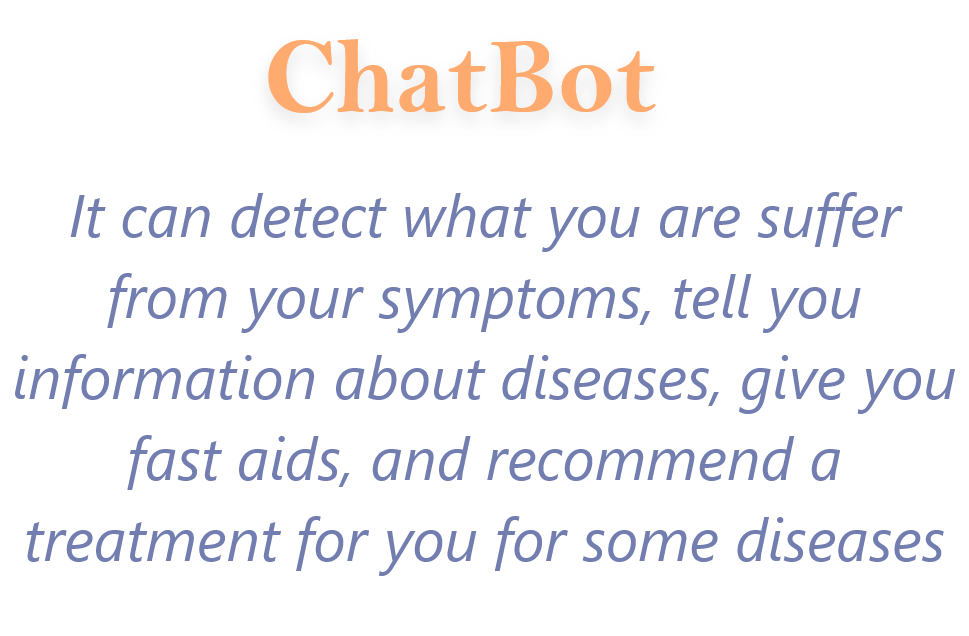 ChatBot
It can detect what you are suffer
from your symptoms, tell you
information about diseases, give you
fast aids, and recommend a
treatment for you for some diseases